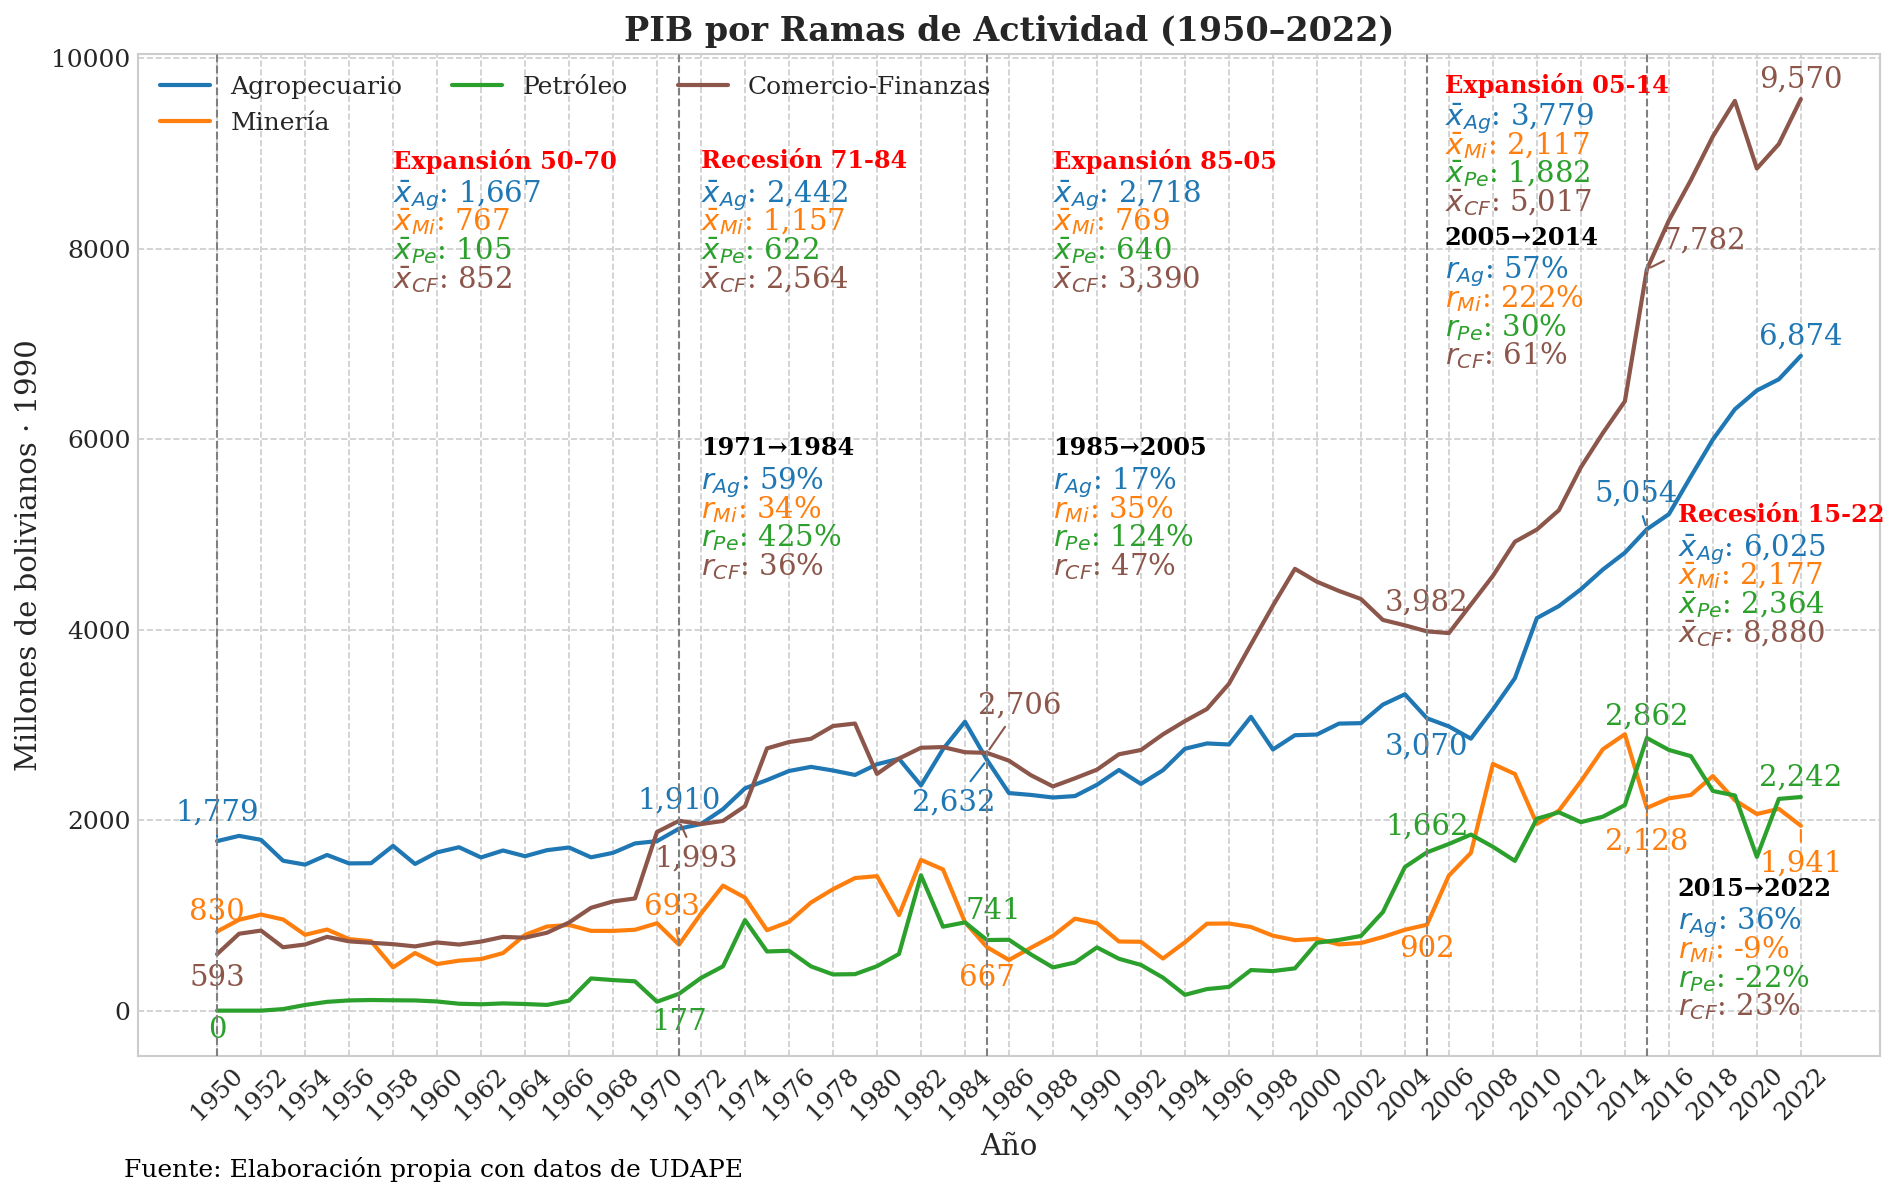 PIB por Ramas de Actividad (1950–2022)
Agropecuario
Petróleo
Comercio-Finanzas
Minería
Expansión 50-70
x̄Ag: 1,667
x̄Mi: 767
x̄Pe: 105
x̄CF: 852
Recesión 71-84
x̄Ag: 2,442
x̄Mi: 1,157
x̄Pe: 622
x̄CF: 2,564
1971→1984
rAg: 59%
rMi: 34%
rPe: 425%
rCF: 36%
Expansión 85-05
x̄Ag: 2,718
x̄Mi: 769
x̄Pe: 640
x̄CF: 3,390
1985→2005
rAg: 17%
rMi: 35%
rPe: 124%
rCF: 47%
Expansión 05-14
x̄Ag: 3,779
x̄Mi: 2,117
x̄Pe: 1,882
x̄CF: 5,017
2005→2014
rAg: 57%
rMi: 222%
rPe: 30%
rCF: 61%
Recesión 15-22
x̄Ag: 6,025
x̄Mi: 2,177
x̄Pe: 2,364
x̄CF: 8,880
2015→2022
rAg: 36%
rMi: -9%
rPe: -22%
rCF: 23%
1,779
830
593
0
1,910
1,993
693
177
2,706
2,632
741
667
3,982
3,070
1,662
902
7,782
5,054
2,862
2,128
9,570
6,874
2,242
1,941
Millones de bolivianos · 1990
10000
8000
6000
4000
2000
0
1950
1952
1954
1956
1958
1960
1962
1964
1966
1968
1970
1972
1974
1976
1978
1980
1982
1984
1986
1988
1990
1992
1994
1996
1998
2000
2002
2004
2006
2008
2010
2012
2014
2016
2018
2020
2022
Año
Fuente: Elaboración propia con datos de UDAPE